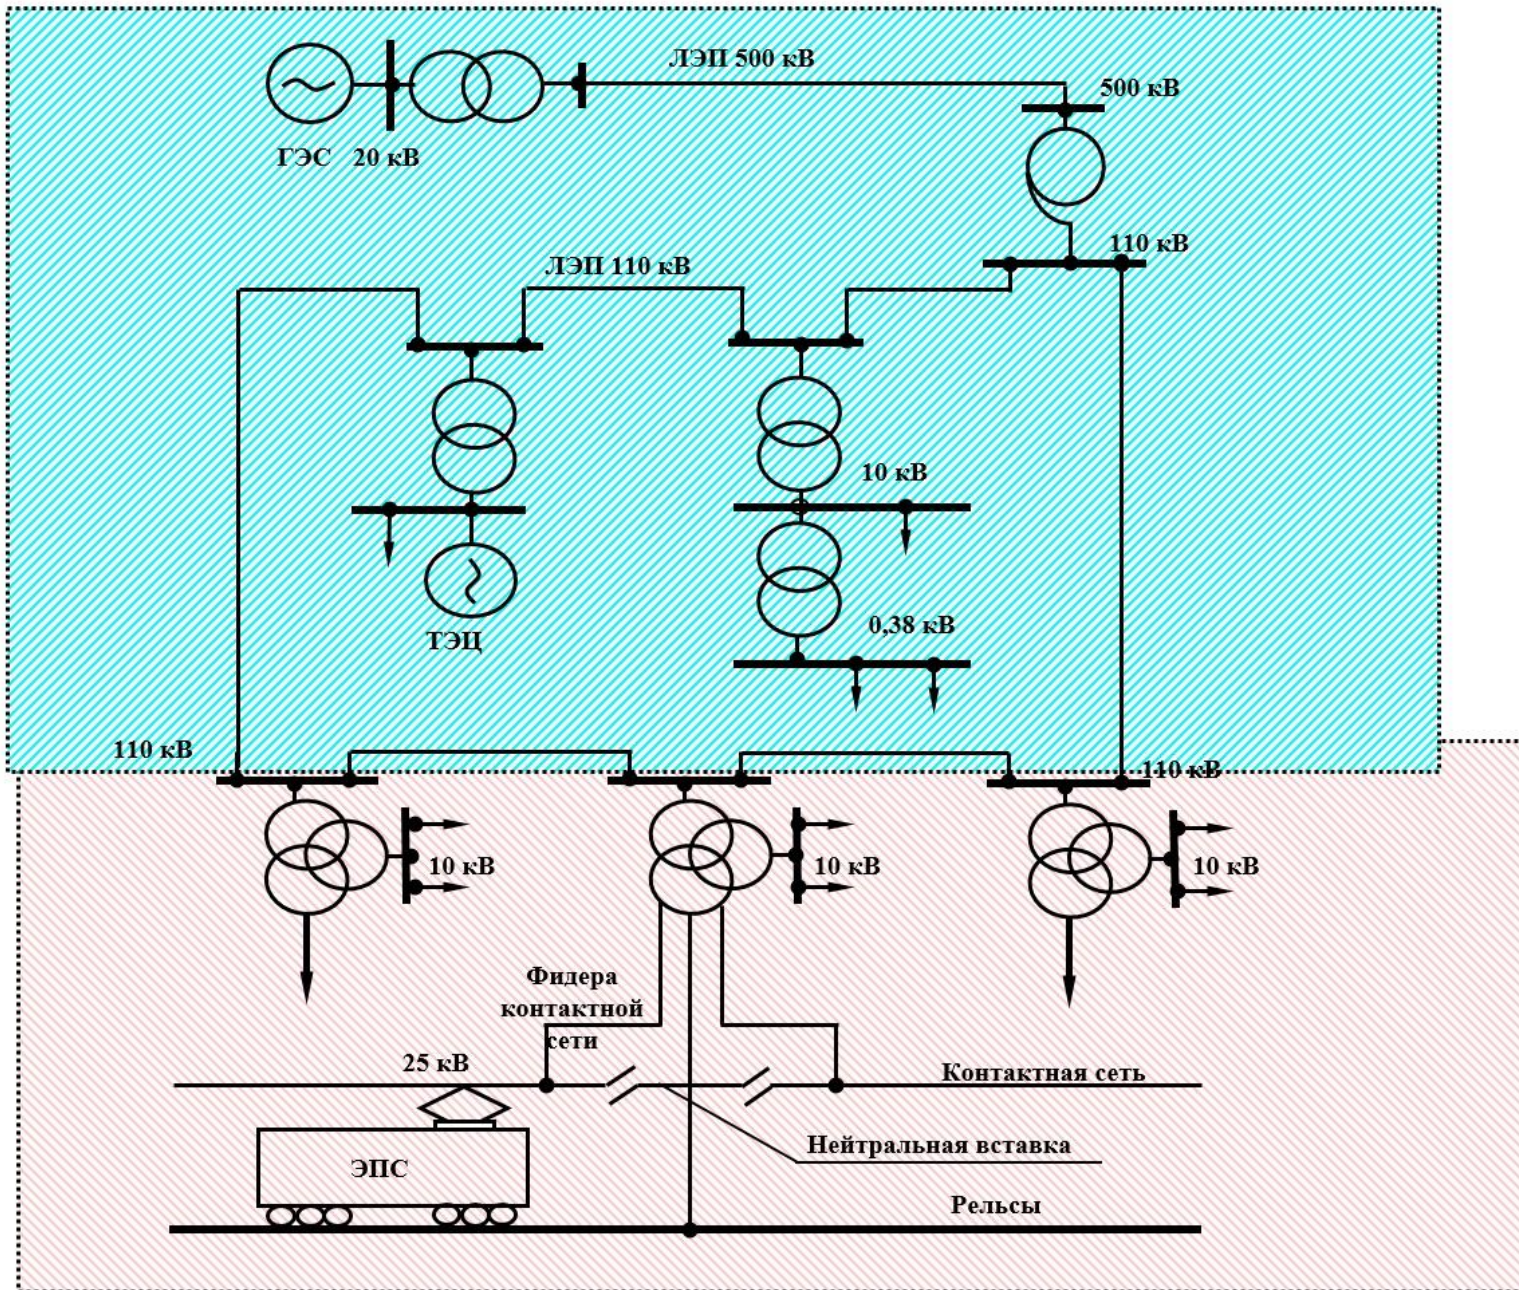 ЛЭП 500 кВ
500 кВ
ГЭС
20 кВ
110 кВ
ЛЭП 110 кВ
10 кВ
0,38 кВ
ТЭЦ
110 кВ
110 кВ
10 кВ
10 кВ
10 кВ
Фидера
контактной
сети
25 кВ
Контактная сеть
Нейтральная вставка
ЭПС
Рельсы